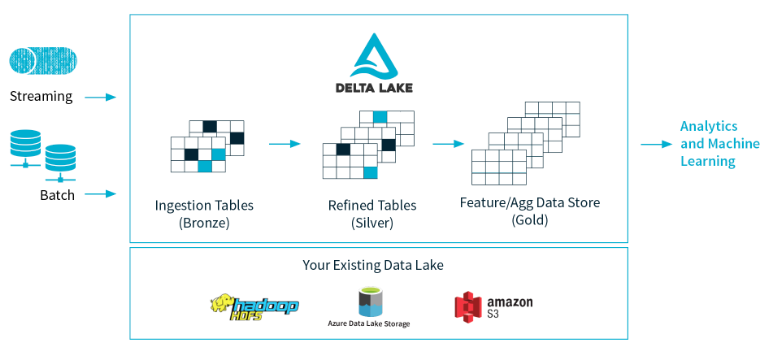 DELTA LAKE
Streaming
Batch
Ingestion Tables
(Bronze)
Refined Tables
(Silver)
Feature/Agg Data Store
(Gold)
Analytics
and Machine
Learning
Your Existing Data Lake
hadoop
HDFS
Azure Data Lake Storage
amazon
S3